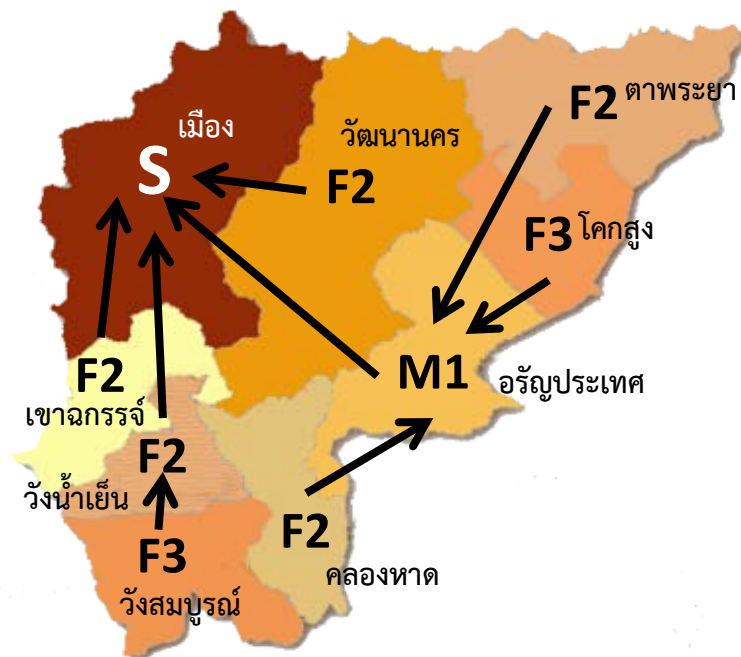 F2 ตาพระยา
เมือง
วัฒนานคร
S
F2
F3 โคกสูง
F2
เขาฉกรรจ์
M1 อรัญประเทศ
F2
วังน้ำเย็น
F2
คลองหาด
F3
วังสมบูรณ์